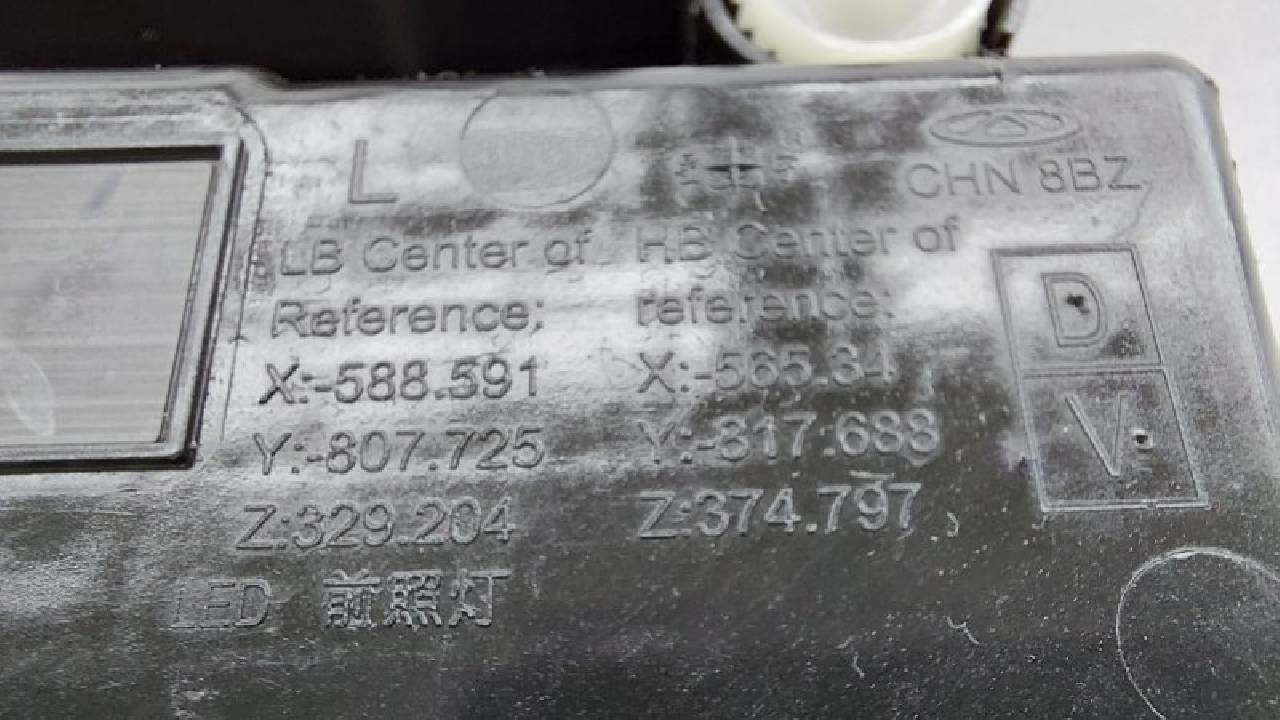 L
CHN 8BZ
LB Center of
Reference;
X:-588.591
Y:-807.725
Z:329.204
HB Center of
reference:
X:-565.34
Y:-817.688
Z:374.797
D
V
LED 前照灯